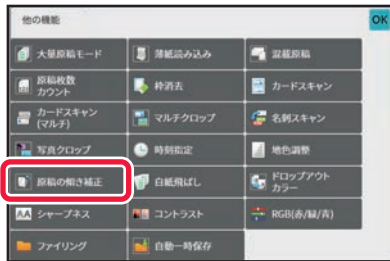 他の機能
OK
大量原稿モード
薄紙読み込み
混載原稿
原稿枚数
カウント
枠消去
カードスキャン
カードスキャン
(マルチ)
マルチクロップ
名刺スキャン
写真クロップ
時刻指定
地色調整
原稿の傾き補正
白紙飛ばし
ドロップアウト
カラー
AA シャープネス
コントラスト
RGB(赤/緑/青)
ファイリング
自動一時保存